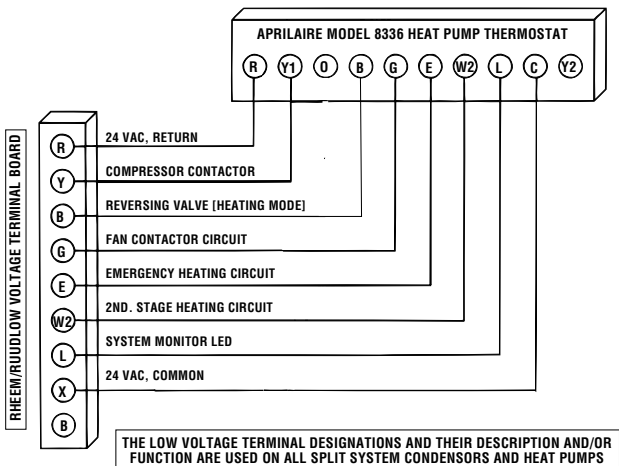 APRILAIRE MODEL 8336 HEAT PUMP THERMOSTAT
R Y1 O B G E W2 L C Y2
RHEEM/RUUDLOW VOLTAGE TERMINAL BOARD
R 24 VAC, RETURN
Y COMPRESSOR CONTACTOR
B REVERSING VALVE [HEATING MODE]
G FAN CONTACTOR CIRCUIT
E EMERGENCY HEATING CIRCUIT
W2 2ND. STAGE HEATING CIRCUIT
L SYSTEM MONITOR LED
X 24 VAC, COMMON
B
THE LOW VOLTAGE TERMINAL DESIGNATIONS AND THEIR DESCRIPTION AND/OR
FUNCTION ARE USED ON ALL SPLIT SYSTEM CONDENSORS AND HEAT PUMPS